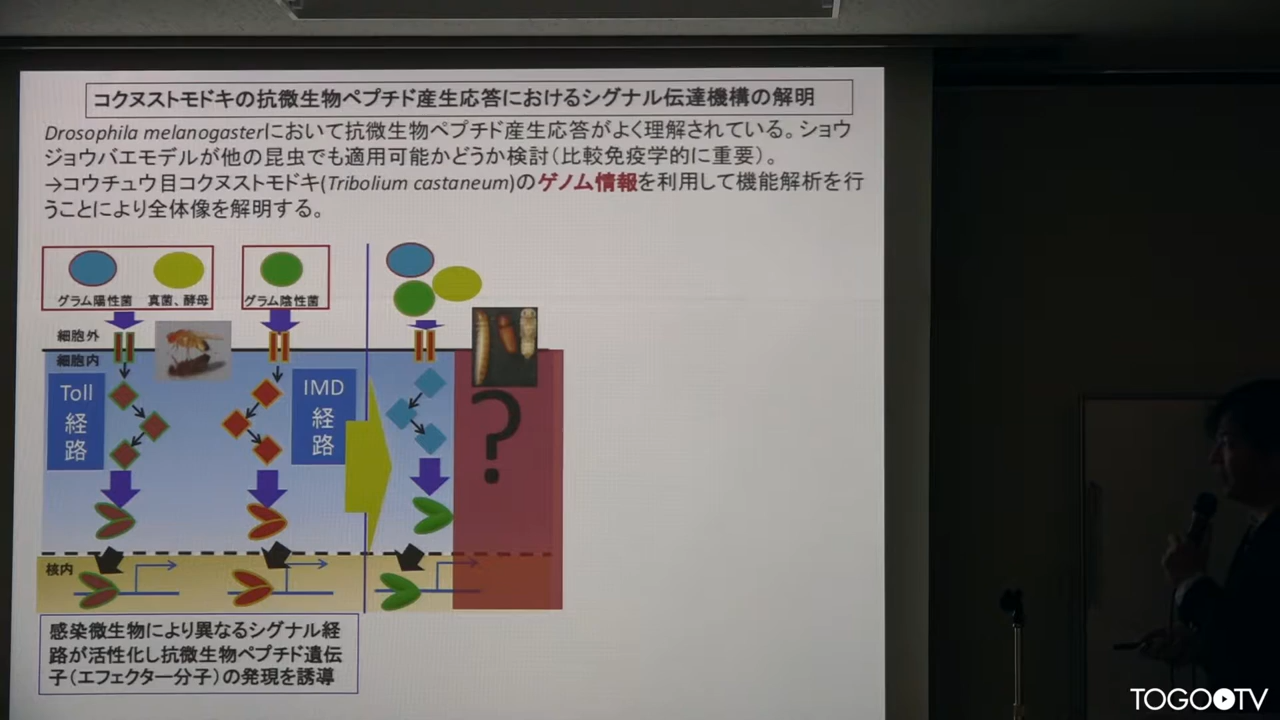 コクヌストモドキの抗微生物ペプチド産生応答におけるシグナル伝達機構の解明
Drosophila melanogasterにおいて抗微生物ペプチド産生応答がよく理解されている。ショウ
ジョウバエモデルが他の昆虫でも適用可能かどうか検討(比較免疫学的に重要)。
→コウチュウ目コクヌストモドキ(Tribolium castaneum)のゲノム情報を利用して機能解析を行
うことにより全体像を解明する。
グラム陽性菌 真菌、酵母 グラム陰性菌
細胞外
細胞内
Toll
経
路
IMD
経
路
?
核内
感染微生物により異なるシグナル経
路が活性化し抗微生物ペプチド遺伝
子(エフェクター分子)の発現を誘導
TOGOTV